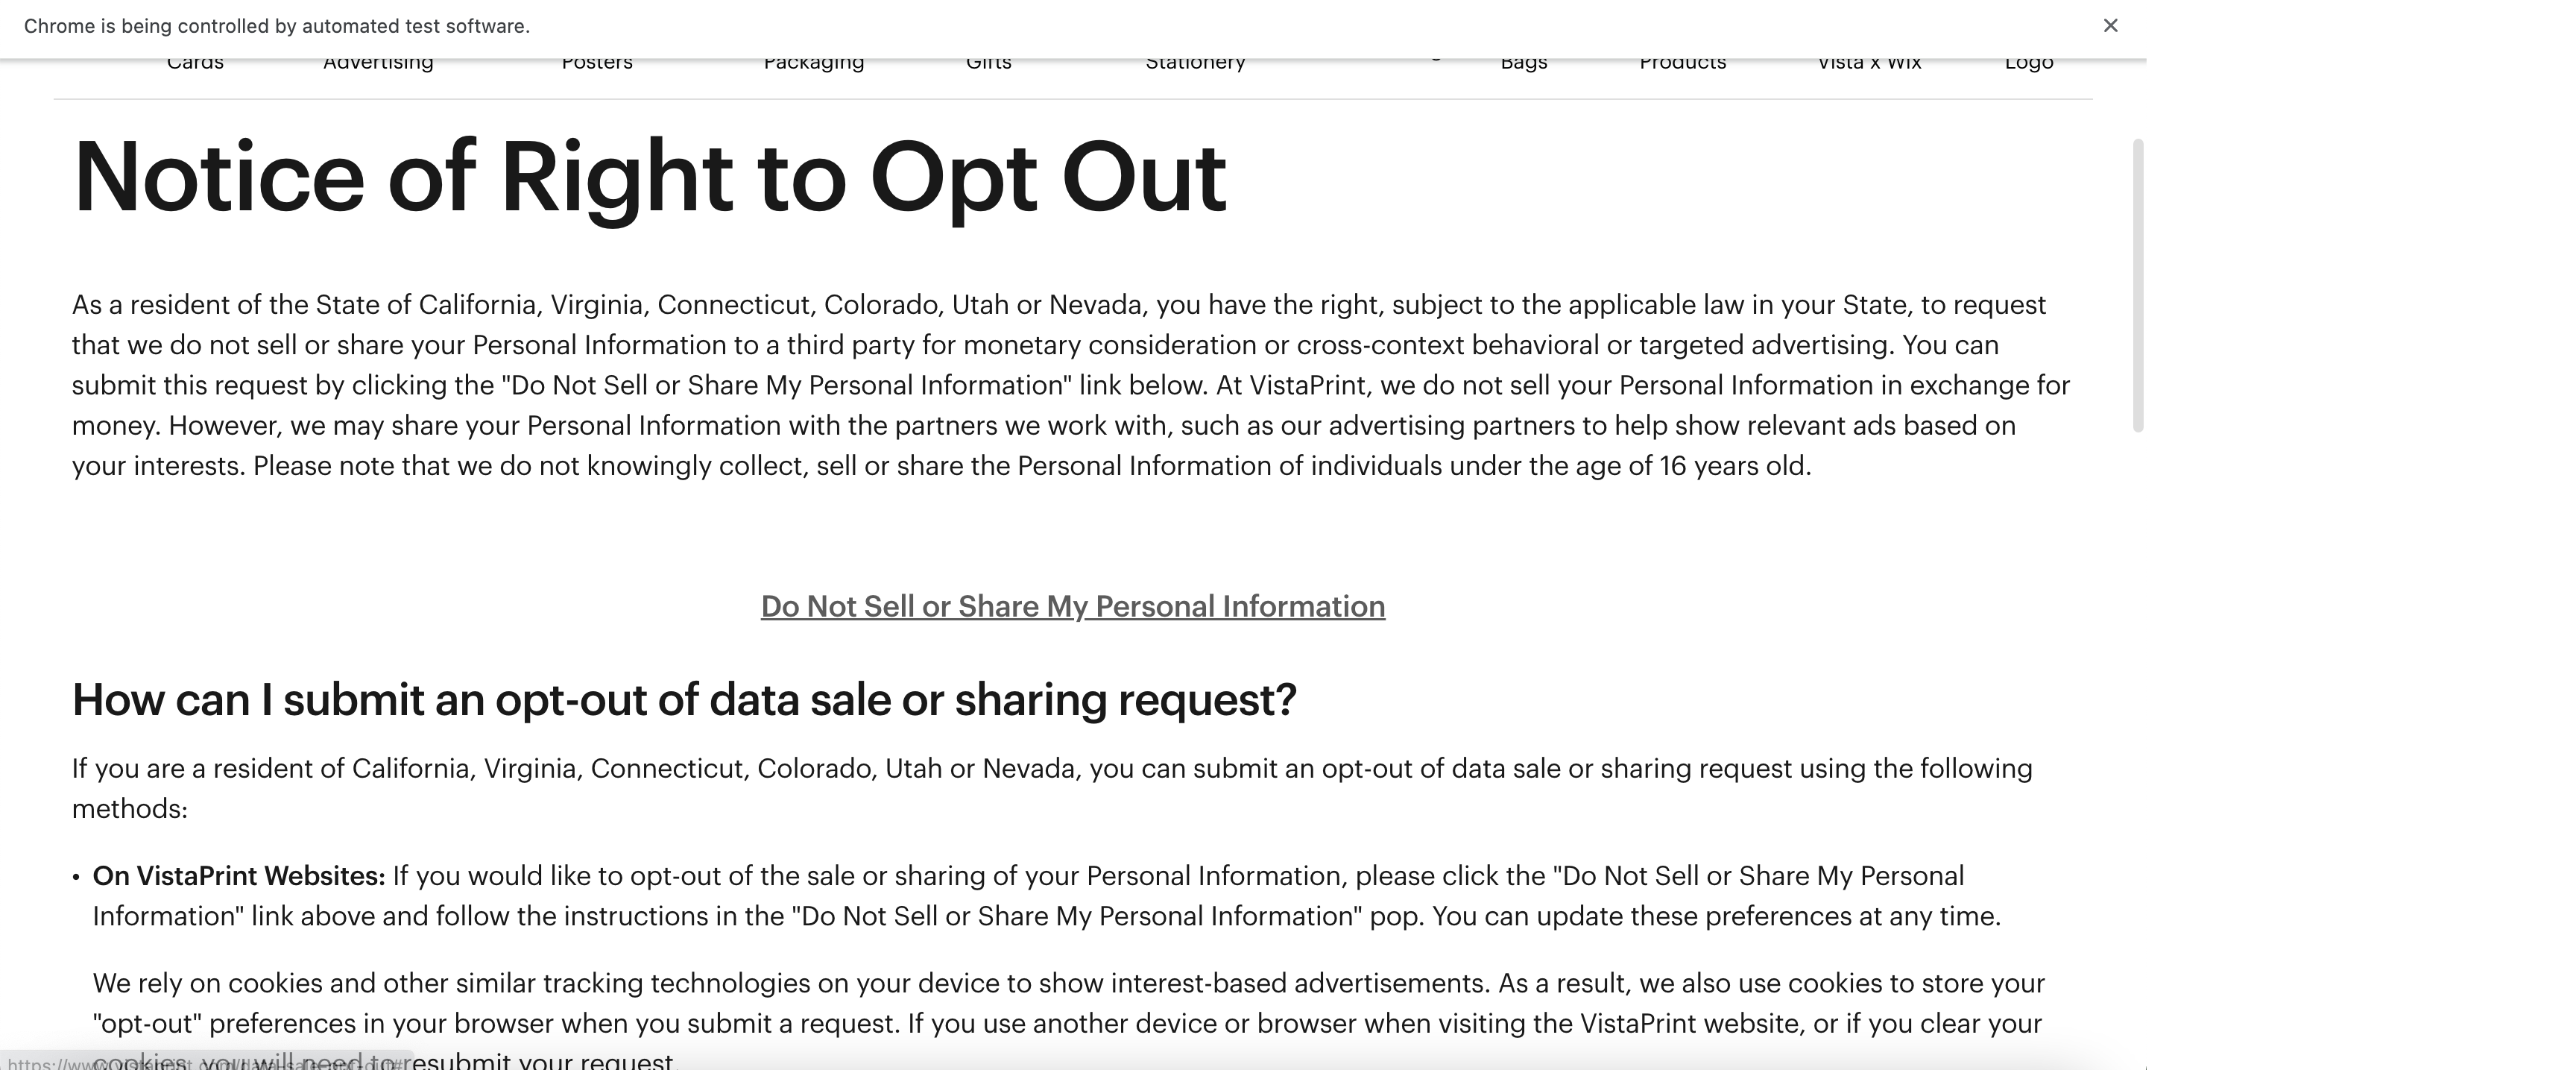 Chrome is being controlled by automated test software.
Cards Advertising Posters Packaging Gifts Stationery Bags Products Vista x Wix Logo
Notice of Right to Opt Out
As a resident of the State of California, Virginia, Connecticut, Colorado, Utah or Nevada, you have the right, subject to the applicable law in your State, to request
that we do not sell or share your Personal Information to a third party for monetary consideration or cross-context behavioral or targeted advertising. You can
submit this request by clicking the "Do Not Sell or Share My Personal Information" link below. At VistaPrint, we do not sell your Personal Information in exchange for
money. However, we may share your Personal Information with the partners we work with, such as our advertising partners to help show relevant ads based on
your interests. Please note that we do not knowingly collect, sell or share the Personal Information of individuals under the age of 16 years old.
Do Not Sell or Share My Personal Information
How can I submit an opt-out of data sale or sharing request?
If you are a resident of California, Virginia, Connecticut, Colorado, Utah or Nevada, you can submit an opt-out of data sale or sharing request using the following
methods:
• On VistaPrint Websites: If you would like to opt-out of the sale or sharing of your Personal Information, please click the "Do Not Sell or Share My Personal
Information" link above and follow the instructions in the "Do Not Sell or Share My Personal Information" pop. You can update these preferences at any time.
We rely on cookies and other similar tracking technologies on your device to show interest-based advertisements. As a result, we also use cookies to store your
"opt-out" preferences in your browser when you submit a request. If you use another device or browser when visiting the VistaPrint website, or if you clear your
cookies, you will need to resubmit your request.